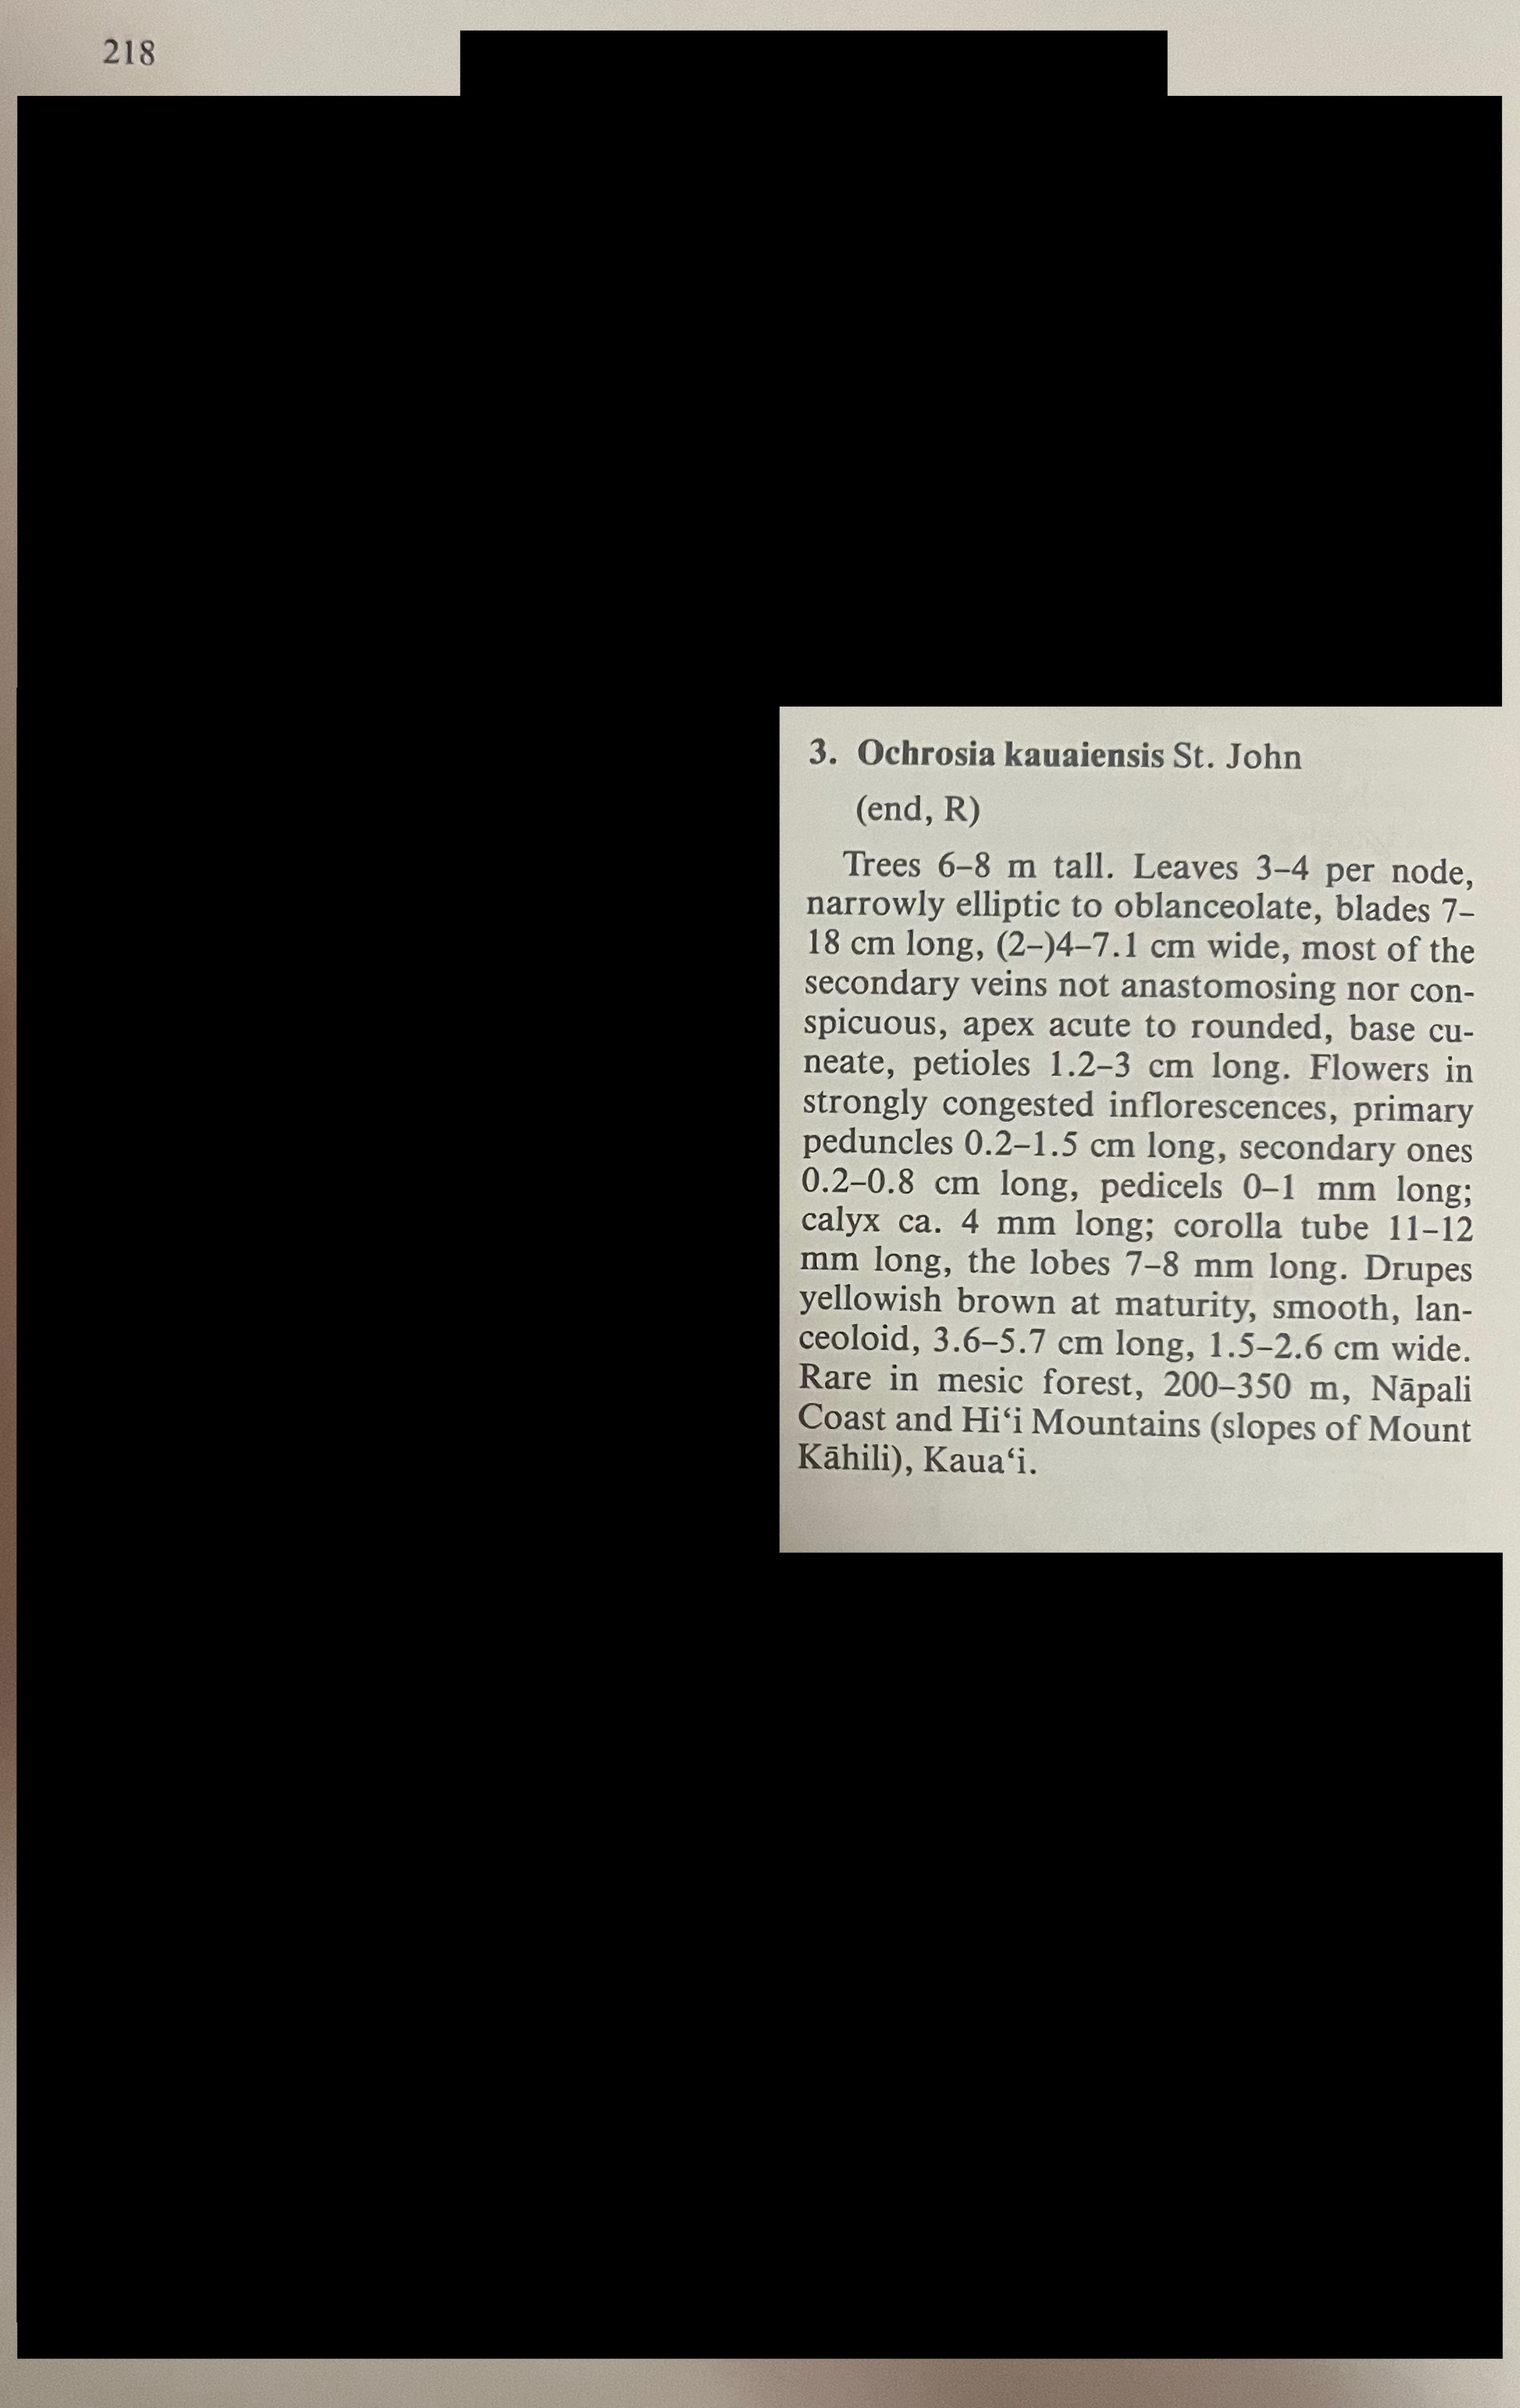 218
3. Ochrosia kauaiensis St. John
(end, R)
Trees 6–8 m tall. Leaves 3–4 per node,
narrowly elliptic to oblanceolate, blades 7–
18 cm long, (2–)4–7.1 cm wide, most of the
secondary veins not anastomosing nor con-
spicuous, apex acute to rounded, base cu-
neate, petioles 1.2–3 cm long. Flowers in
strongly congested inflorescences, primary
peduncles 0.2–1.5 cm long, secondary ones
0.2–0.8 cm long, pedicels 0–1 mm long;
calyx ca. 4 mm long; corolla tube 11–12
mm long, the lobes 7–8 mm long. Drupes
yellowish brown at maturity, smooth, lan-
ceoloid, 3.6–5.7 cm long, 1.5–2.6 cm wide.
Rare in mesic forest, 200–350 m, Nāpali
Coast and Hi‘i Mountains (slopes of Mount
Kāhili), Kaua‘i.